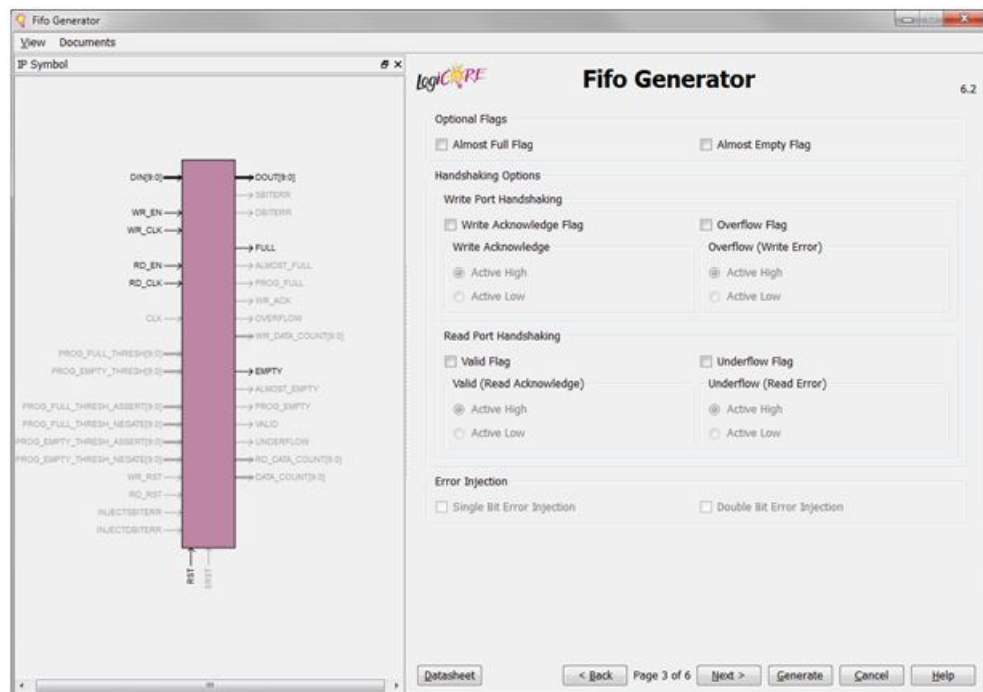 Fifo Generator
View Documents
IP Symbol
DIN[9:0]
WR_EN
WR_CLK
RD_EN
RD_CLK
CLK
PROG_FULL_THRESH[9:0]
PROG_EMPTY_THRESH[9:0]
PROG_FULL_THRESH_ASSERT[9:0]
PROG_FULL_THRESH_NEGATE[9:0]
PROG_EMPTY_THRESH_ASSERT[9:0]
PROG_EMPTY_THRESH_NEGATE[9:0]
WR_RST
RD_RST
INJECTSBITERR
INJECTDBITERR
DOUT[9:0]
SBITERR
DBITERR
FULL
ALMOST_FULL
PROG_FULL
WR_ACK
OVERFLOW
WR_DATA_COUNT[9:0]
EMPTY
ALMOST_EMPTY
PROG_EMPTY
VALID
UNDERFLOW
RD_DATA_COUNT[9:0]
DATA_COUNT[9:0]
RST
SRST
LogiCORE
Fifo Generator
6.2
Optional Flags
Almost Full Flag Almost Empty Flag
Handshaking Options
Write Port Handshaking
Write Acknowledge Flag Overflow Flag
Write Acknowledge Overflow (Write Error)
Active High Active High
Active Low Active Low
Read Port Handshaking
Valid Flag Underflow Flag
Valid (Read Acknowledge) Underflow (Read Error)
Active High Active High
Active Low Active Low
Error Injection
Single Bit Error Injection Double Bit Error Injection
Datasheet < Back Page 3 of 6 Next > Generate Cancel Help